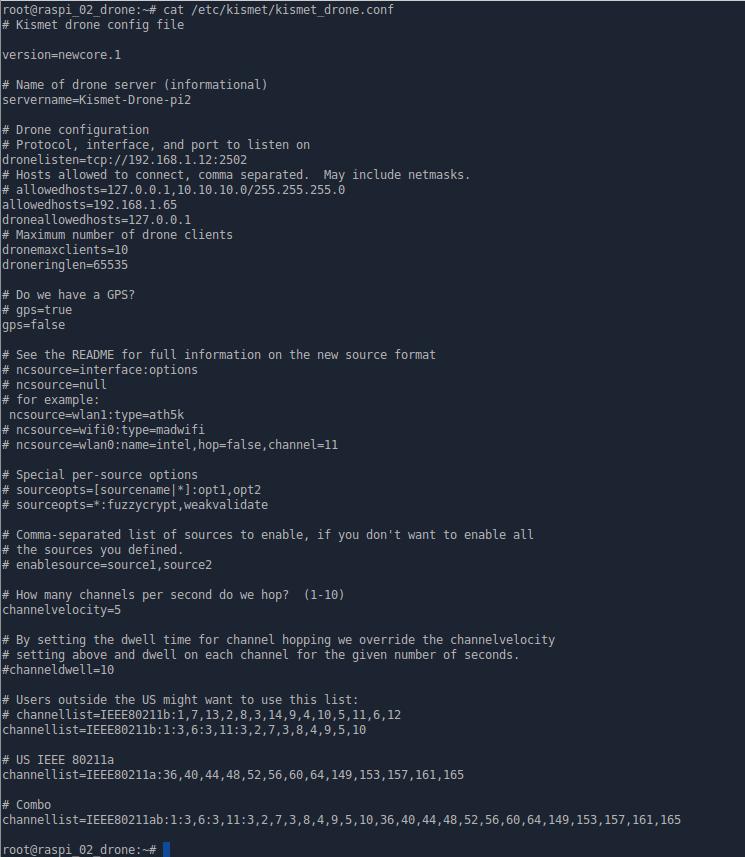 root@raspi_02_drone:~# cat /etc/kismet/kismet_drone.conf
# Kismet drone config file

version=newcore.1

# Name of drone server (informational)
servername=Kismet-Drone-pi2

# Drone configuration
# Protocol, interface, and port to listen on
dronelisten=tcp://192.168.1.12:2502
# Hosts allowed to connect, comma separated.  May include netmasks.
# allowedhosts=127.0.0.1,10.10.10.0/255.255.255.0
allowedhosts=192.168.1.65
droneallowedhosts=127.0.0.1
# Maximum number of drone clients
dronemaxclients=10
droneringlen=65535

# Do we have a GPS?
# gps=true
gps=false

# See the README for full information on the new source format
# ncsource=interface:options
# ncsource=null
# for example:
 ncsource=wlan1:type=ath5k
# ncsource=wifi0:type=madwifi
# ncsource=wlan0:name=intel,hop=false,channel=11

# Special per-source options
# sourceopts=[sourcename|*]:opt1,opt2
# sourceopts=*:fuzzycrypt,weakvalidate

# Comma-separated list of sources to enable, if you don't want to enable all
# the sources you defined.
# enablesource=source1,source2

# How many channels per second do we hop?  (1-10)
channelvelocity=5

# By setting the dwell time for channel hopping we override the channelvelocity
# setting above and dwell on each channel for the given number of seconds.
#channeldwell=10

# Users outside the US might want to use this list:
# channellist=IEEE80211b:1,7,13,2,8,3,14,9,4,10,5,11,6,12
channellist=IEEE80211b:1:3,6:3,11:3,2,7,3,8,4,9,5,10

# US IEEE 80211a
channellist=IEEE80211a:36,40,44,48,52,56,60,64,149,153,157,161,165

# Combo
channellist=IEEE80211ab:1:3,6:3,11:3,2,7,3,8,4,9,5,10,36,40,44,48,52,56,60,64,149,153,157,161,165

root@raspi_02_drone:~#